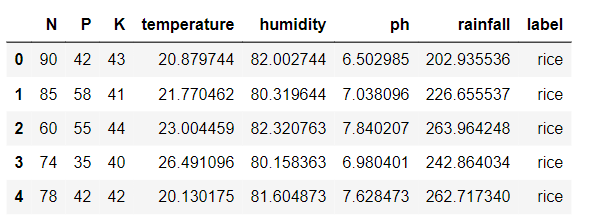 N P K temperature humidity ph rainfall label
0 90 42 43 20.879744 82.002744 6.502985 202.935536 rice
1 85 58 41 21.770462 80.319644 7.038096 226.655537 rice
2 60 55 44 23.004459 82.320763 7.840207 263.964248 rice
3 74 35 40 26.491096 80.158363 6.980401 242.864034 rice
4 78 42 42 20.130175 81.604873 7.628473 262.717340 rice